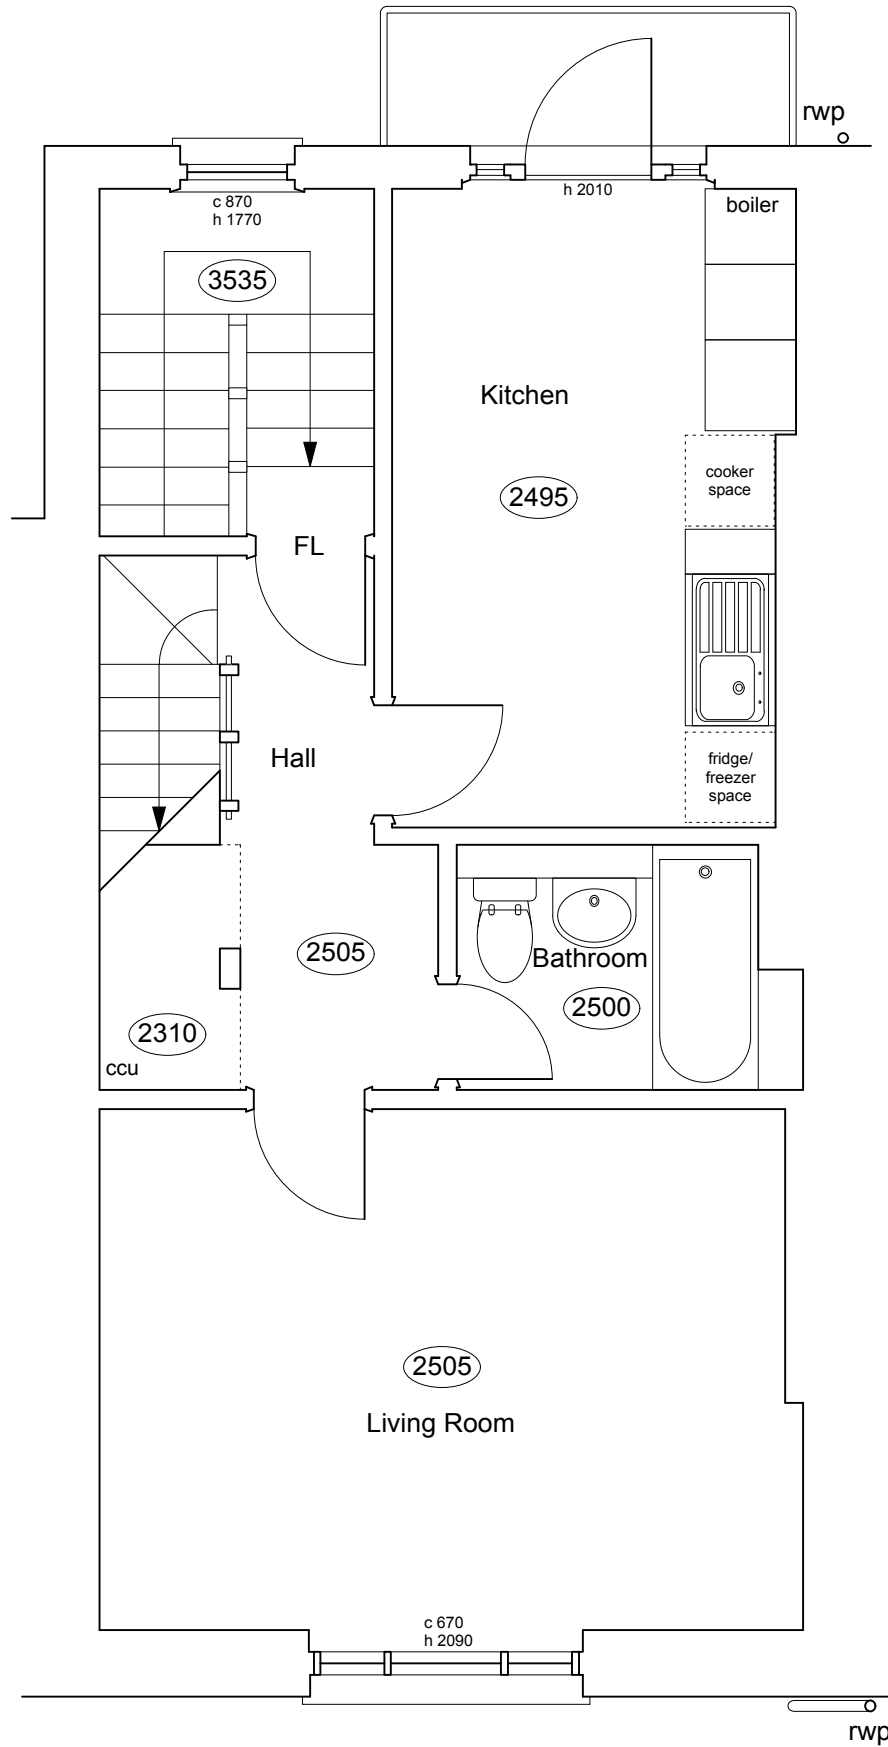 rwp
c 870
h 1770
h 2010
boiler
3535
Kitchen
cooker
space
2495
FL
Hall
fridge/
freezer
space
2505
Bathroom
2500
2310
ccu
2505
Living Room
c 670
h 2090
rwp